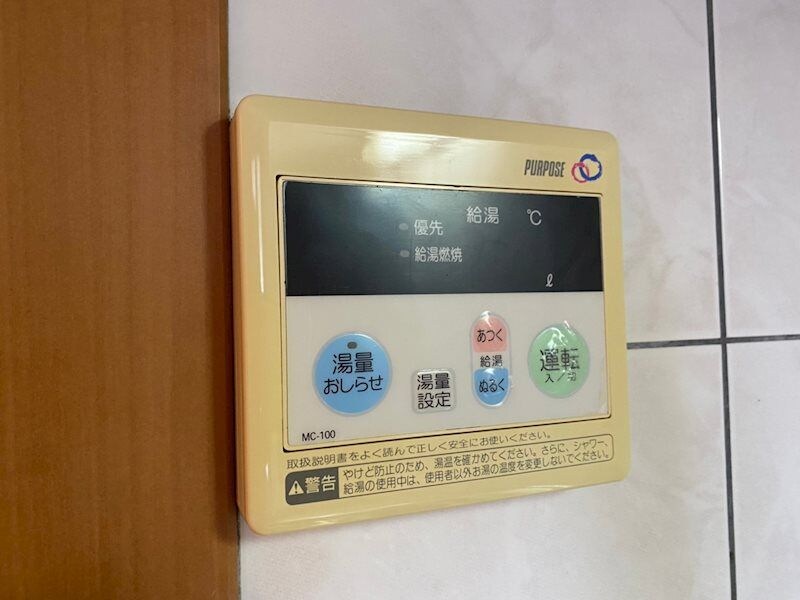 PURPOSE
給湯 ℃
優先
給湯燃焼
ℓ
湯量
おしらせ
湯量
設定
あつく
給湯
ぬるく
運転
入/切
MC-100
取扱説明書をよく読んで正しく安全にお使いください。
警告
やけど防止のため、湯温を確かめてください。さらに、シャワー、
給湯の使用中は、使用者以外お湯の温度を変更しないでください。